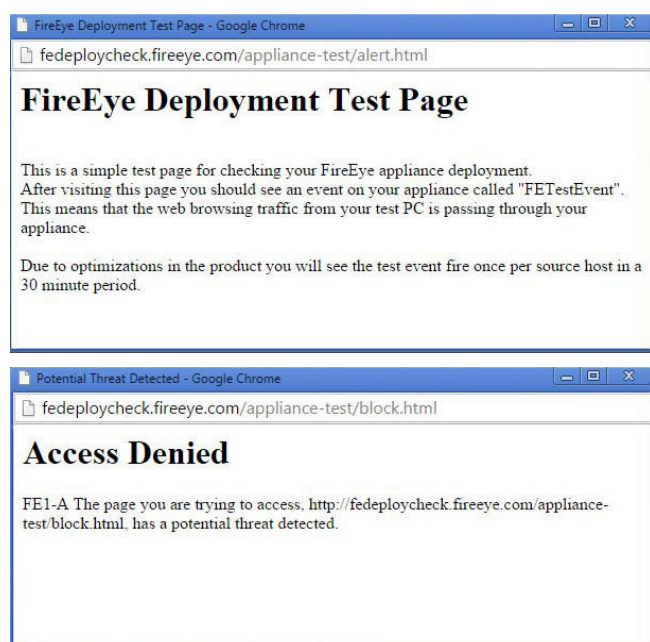 FireEye Deployment Test Page - Google Chrome
fedeploycheck.fireeye.com/appliance-test/alert.html
FireEye Deployment Test Page
This is a simple test page for checking your FireEye appliance deployment.
After visiting this page you should see an event on your appliance called "FETestEvent".
This means that the web browsing traffic from your test PC is passing through your
appliance.
Due to optimizations in the product you will see the test event fire once per source host in a
30 minute period.
Potential Threat Detected - Google Chrome
fedeploycheck.fireeye.com/appliance-test/block.html
Access Denied
FE1-A The page you are trying to access, http://fedeploycheck.fireeye.com/appliance-
test/block.html, has a potential threat detected.